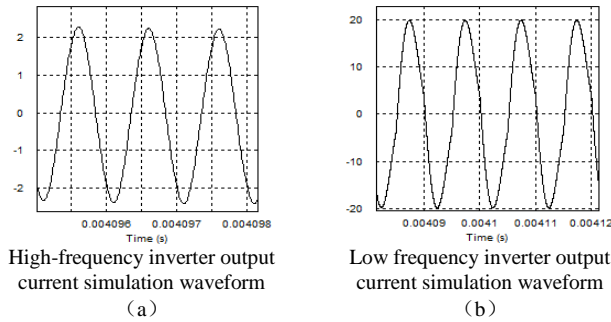 2
1
0
-1
-2
0.004096 0.004097 0.004098
Time (s)
High-frequency inverter output
current simulation waveform
（a）
20
10
0
-10
-20
0.00409 0.0041 0.00411 0.00412
Time (s)
Low frequency inverter output
current simulation waveform
（b）